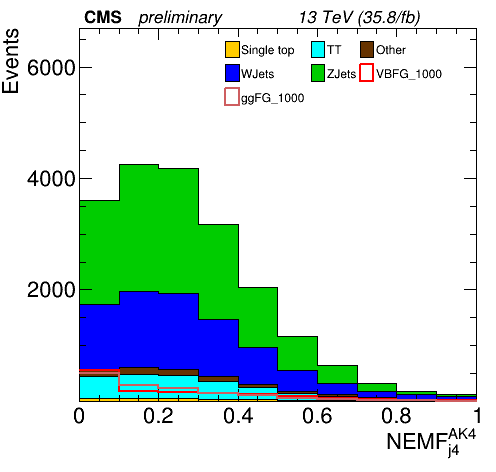 CMS preliminary 13 TeV (35.8/fb)
Events
Single top TT Other
WJets ZJets VBFG_1000
ggFG_1000
6000
4000
2000
0 0.2 0.4 0.6 0.8 1
NEMF^{AK4}_{j4}